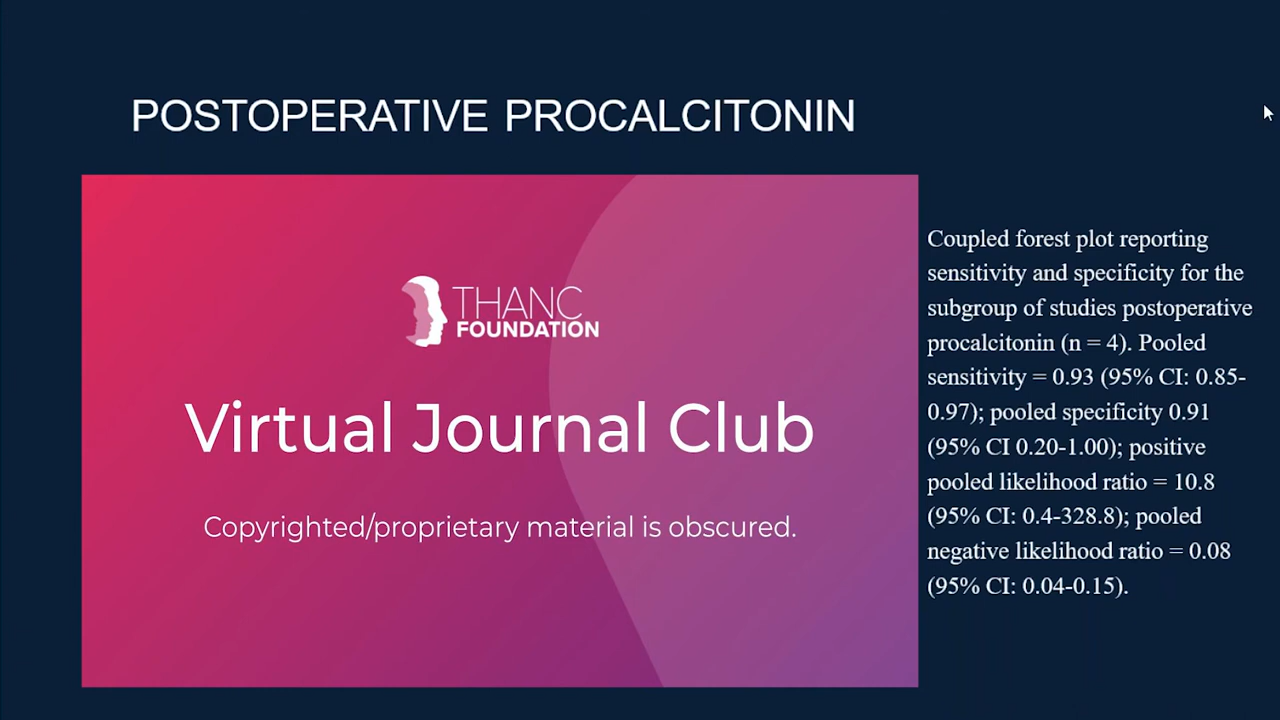 POSTOPERATIVE PROCALCITONIN
THANC
FOUNDATION
Virtual Journal Club
Copyrighted/proprietary material is obscured.
Coupled forest plot reporting
sensitivity and specificity for the
subgroup of studies postoperative
procalcitonin (n = 4). Pooled
sensitivity = 0.93 (95% CI: 0.85-
0.97); pooled specificity 0.91
(95% CI 0.20-1.00); positive
pooled likelihood ratio = 10.8
(95% CI: 0.4-328.8); pooled
negative likelihood ratio = 0.08
(95% CI: 0.04-0.15).